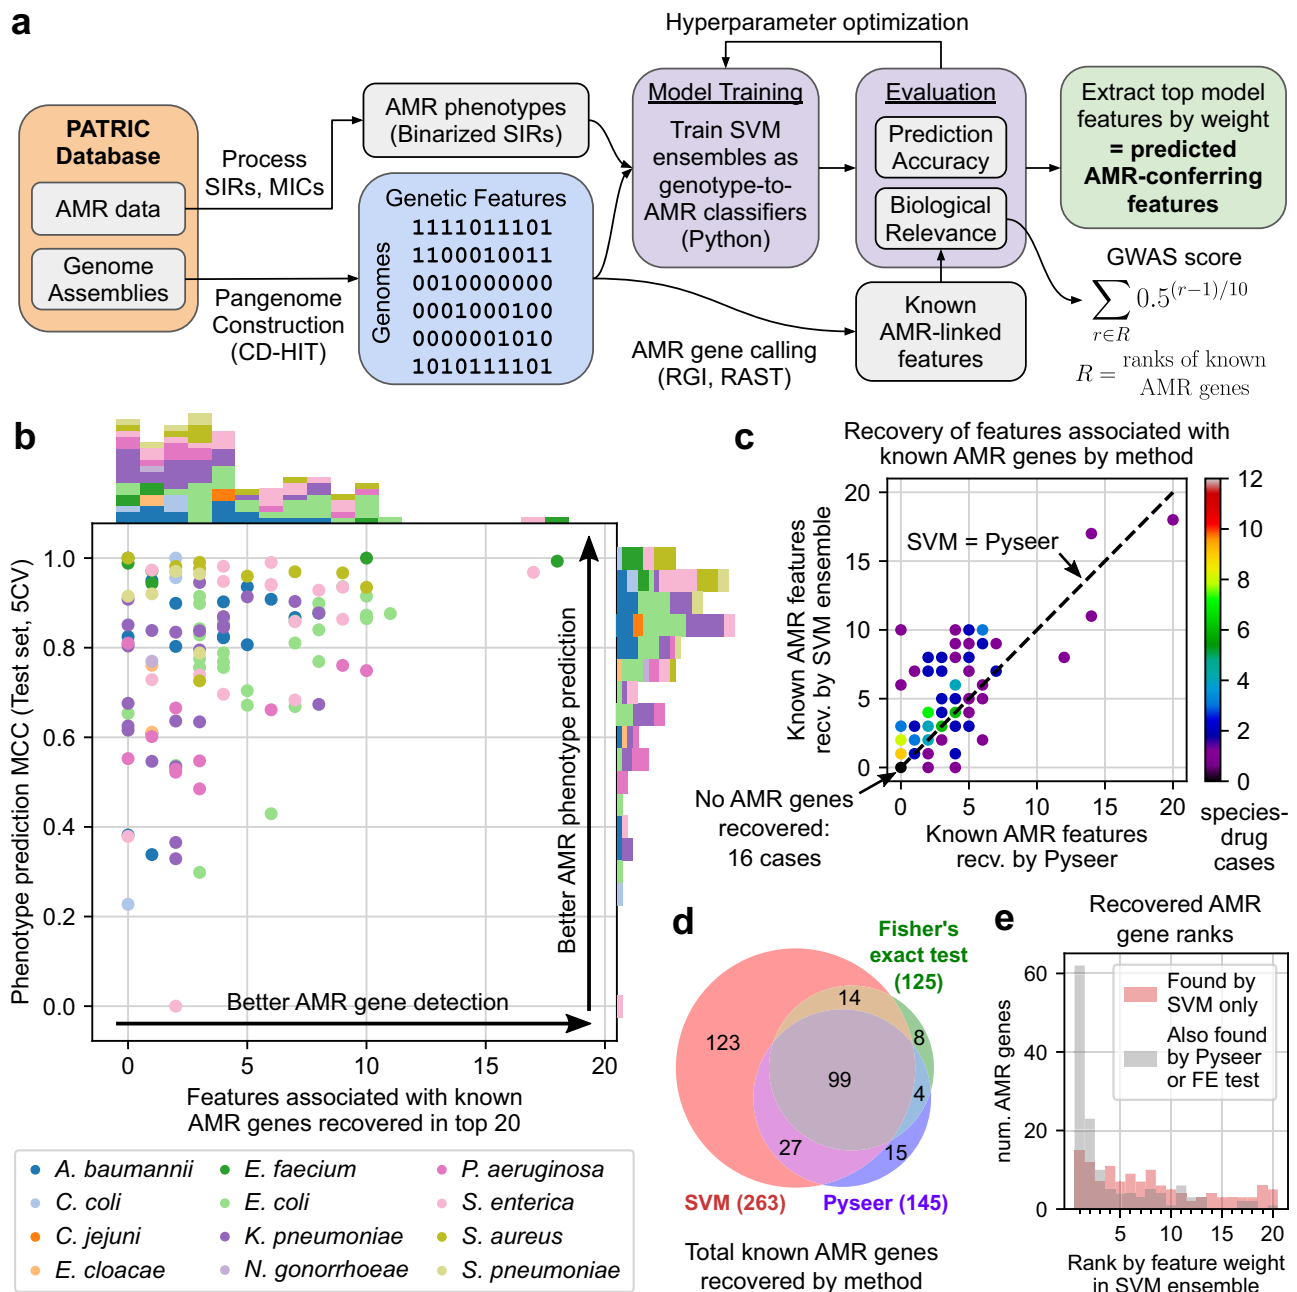 a
Hyperparameter optimization
PATRIC
Database
AMR data
Genome
Assemblies
Process
SIRs, MICs
Pangenome
Construction
(CD-HIT)
AMR phenotypes
(Binarized SIRs)
Genetic Features
Genomes
1111011101
1100010011
0010000000
0001000100
0000001010
1010111101
Model Training
Train SVM
ensembles as
genotype-to-
AMR classifiers
(Python)
AMR gene calling
(RGI, RAST)
Evaluation
Prediction
Accuracy
Biological
Relevance
Known
AMR-linked
features
Extract top model
features by weight
= predicted
AMR-conferring
features
GWAS score
∑ 0.5^{(r−1)/10}
r∈R
R = ranks of known
AMR genes
b
Phenotype prediction MCC (Test set, 5CV)
1.0
0.8
0.6
0.4
0.2
0.0
Better AMR phenotype prediction
Better AMR gene detection
0 5 10 15 20
Features associated with known
AMR genes recovered in top 20
A. baumannii
C. coli
C. jejuni
E. cloacae
E. faecium
E. coli
K. pneumoniae
N. gonorrhoeae
P. aeruginosa
S. enterica
S. aureus
S. pneumoniae
c
Recovery of features associated with
known AMR genes by method
Known AMR features
recv. by SVM ensemble
20
15
10
5
0
SVM = Pyseer
No AMR genes
recovered:
16 cases
0 5 10 15 20
Known AMR features
recv. by Pyseer
12
10
8
6
4
2
0
species-
drug
cases
d
Fisher's
exact test
(125)
14
8
123
99
4
27
15
SVM (263)
Pyseer (145)
Total known AMR genes
recovered by method
e
Recovered AMR
gene ranks
num. AMR genes
60
40
20
0
Found by
SVM only
Also found
by Pyseer
or FE test
5 10 15 20
Rank by feature weight
in SVM ensemble